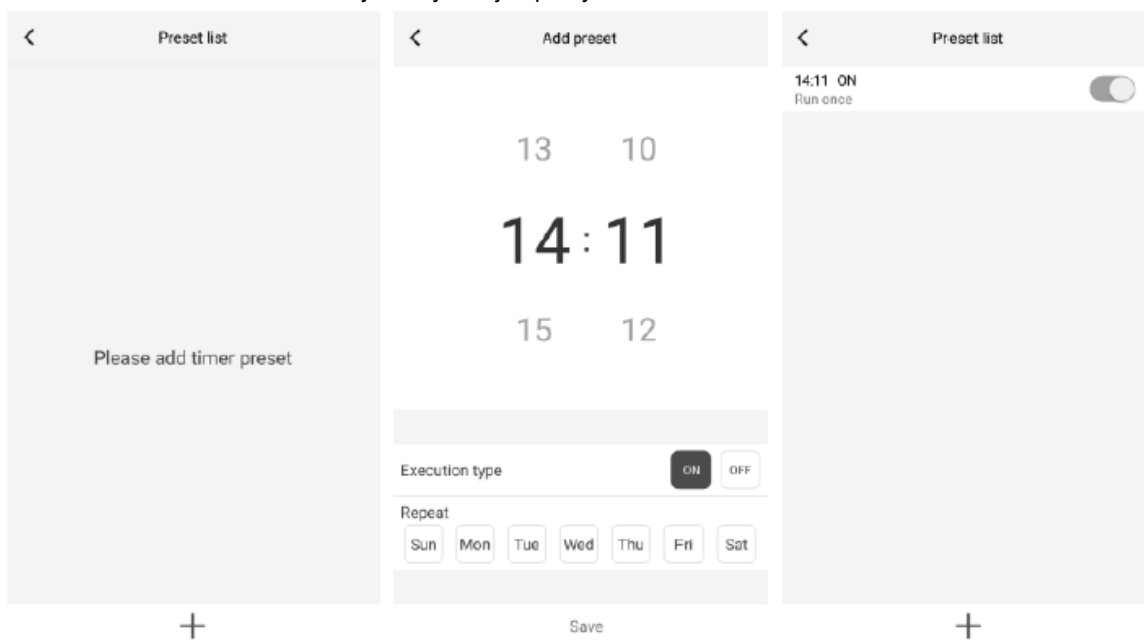 Preset list
Please add timer preset
Add preset
13 10
14 : 11
15 12
Execution type ON OFF
Repeat
Sun Mon Tue Wed Thu Fri Sat
Save
Preset list
14:11 ON
Run once